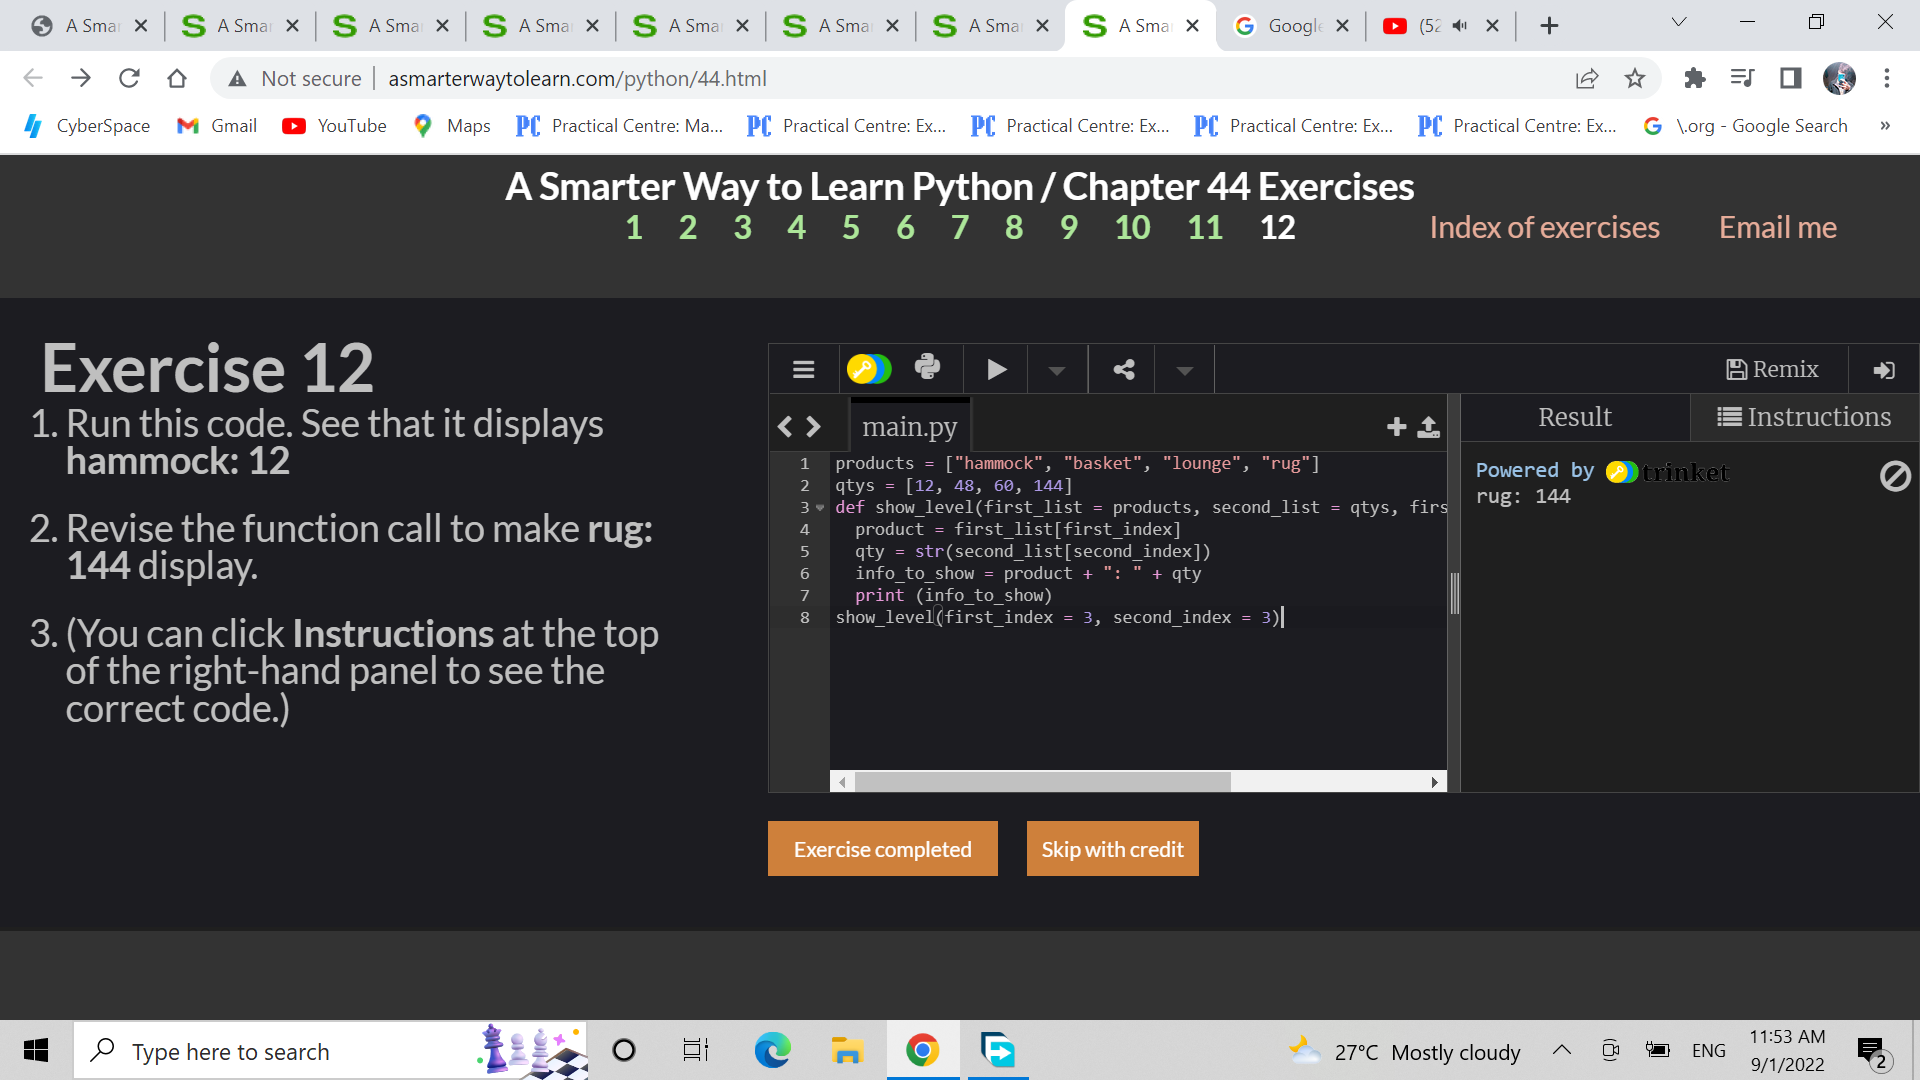 A Smar
A Smar
A Smar
A Smar
A Smar
A Smar
A Smar
A Smar
Google
(52
Not secure
asmarterwaytolearn.com/python/44.html
CyberSpace
Gmail
YouTube
Maps
PC Practical Centre: Ma...
PC Practical Centre: Ex...
PC Practical Centre: Ex...
PC Practical Centre: Ex...
PC Practical Centre: Ex...
\.org - Google Search
»
A Smarter Way to Learn Python / Chapter 44 Exercises
1 2 3 4 5 6 7 8 9 10 11 12
Index of exercises
Email me
Exercise 12
1. Run this code. See that it displays
hammock: 12
2. Revise the function call to make rug:
144 display.
3. (You can click Instructions at the top
of the right-hand panel to see the
correct code.)
Remix
main.py
Result
Instructions
1 products = ["hammock", "basket", "lounge", "rug"]
2 qtys = [12, 48, 60, 144]
3 def show_level(first_list = products, second_list = qtys, firs
4 product = first_list[first_index]
5 qty = str(second_list[second_index])
6 info_to_show = product + ": " + qty
7 print (info_to_show)
8 show_level(first_index = 3, second_index = 3)
Powered by trinket
rug: 144
Exercise completed
Skip with credit
Type here to search
27°C Mostly cloudy
ENG
11:53 AM
9/1/2022
2